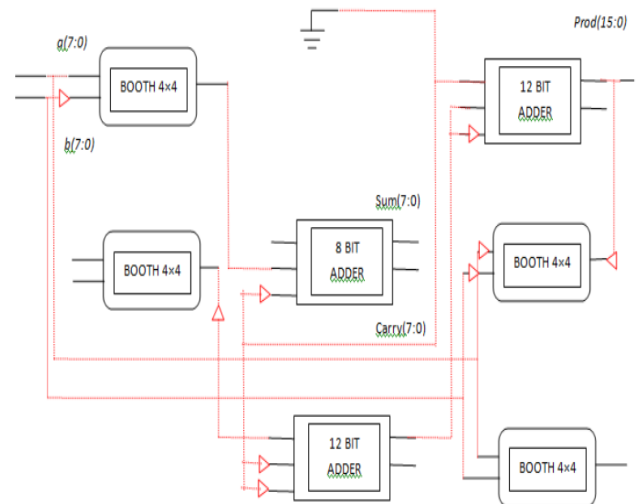 a(7:0)
Prod(15:0)
BOOTH 4×4
12 BIT
ADDER
b(7:0)
Sum(7:0)
BOOTH 4×4
8 BIT
ADDER
BOOTH 4×4
Carry(7:0)
12 BIT
ADDER
BOOTH 4×4